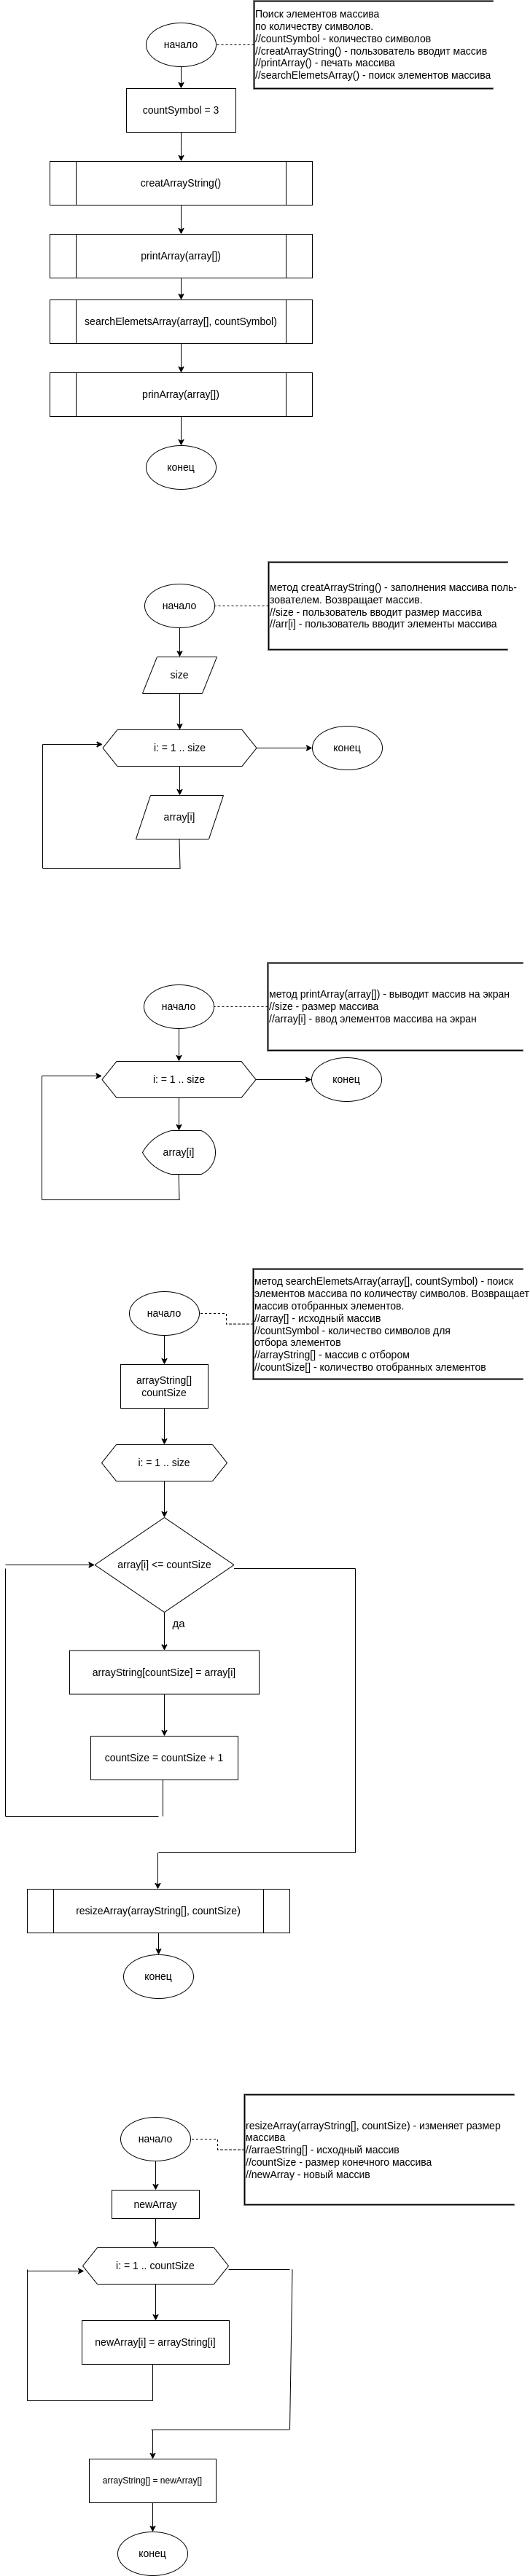 Поиск элементов массива
по количеству символов.
//countSymbol - количество символов
//creatArrayString() - пользователь вводит массив
//printArray() - печать массива
//searchElemetsArray() - поиск элементов массива
начало
countSymbol = 3
creatArrayString()
printArray(array[])
searchElemetsArray(array[], countSymbol)
prinArray(array[])
конец
метод creatArrayString() - заполнения массива поль-
зователем. Возвращает массив.
//size - пользователь вводит размер массива
//arr[i] - пользователь вводит элементы массива
начало
size
i: = 1 .. size
конец
array[i]
метод printArray(array[]) - выводит массив на экран
//size - размер массива
//array[i] - ввод элементов массива на экран
начало
i: = 1 .. size
конец
array[i]
метод searchElemetsArray(array[], countSymbol) - поиск
элементов массива по количеству символов. Возвращает
массив отобранных элементов.
//array[] - исходный массив
//countSymbol - количество символов для
отбора элементов
//arrayString[] - массив с отбором
//countSize[] - количество отобранных элементов
начало
arrayString[]
countSize
i: = 1 .. size
array[i] <= countSize
да
arrayString[countSize] = array[i]
countSize = countSize + 1
resizeArray(arrayString[], countSize)
конец
resizeArray(arrayString[], countSize) - изменяет размер
массива
//arraeString[] - исходный массив
//countSize - размер конечного массива
//newArray - новый массив
начало
newArray
i: = 1 .. countSize
newArray[i] = arrayString[i]
arrayString[] = newArray[]
конец